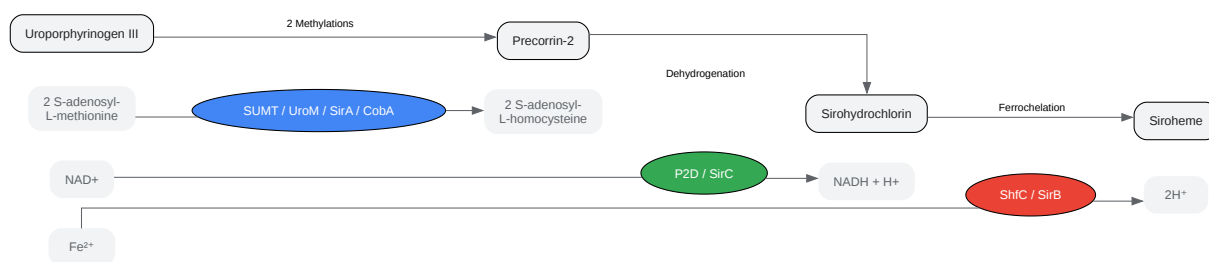 Uroporphyrinogen III
2 Methylations
Precorrin-2
Dehydrogenation
2 S-adenosyl-
L-methionine
SUMT / UroM / SirA / CobA
2 S-adenosyl-
L-homocysteine
Sirohydrochlorin
Ferrochelation
Siroheme
NAD+
P2D / SirC
NADH + H+
ShfC / SirB
2H⁺
Fe²⁺